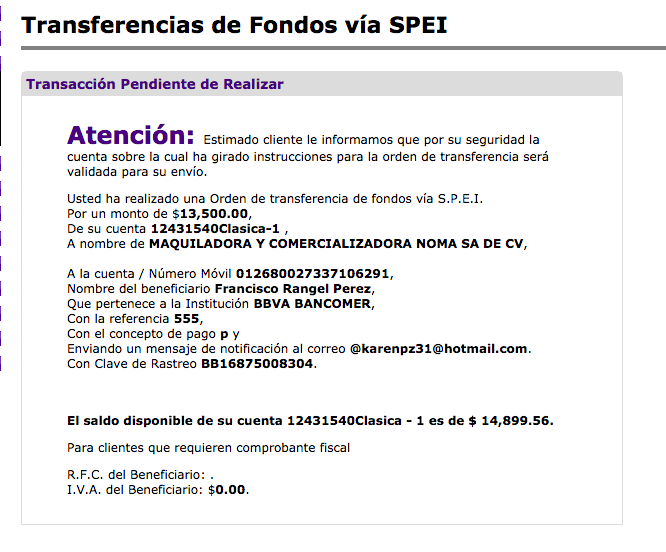 Transferencias de Fondos vía SPEI
Transacción Pendiente de Realizar
Atención: Estimado cliente le informamos que por su seguridad la
cuenta sobre la cual ha girado instrucciones para la orden de transferencia será
validada para su envío.
Usted ha realizado una Orden de transferencia de fondos vía S.P.E.I.
Por un monto de $13,500.00,
De su cuenta 12431540Clasica-1 ,
A nombre de MAQUILADORA Y COMERCIALIZADORA NOMA SA DE CV,
A la cuenta / Número Móvil 012680027337106291,
Nombre del beneficiario Francisco Rangel Perez,
Que pertenece a la Institución BBVA BANCOMER,
Con la referencia 555,
Con el concepto de pago p y
Enviando un mensaje de notificación al correo @karenpz31@hotmail.com.
Con Clave de Rastreo BB16875008304.
El saldo disponible de su cuenta 12431540Clasica - 1 es de $ 14,899.56.
Para clientes que requieren comprobante fiscal
R.F.C. del Beneficiario: .
I.V.A. del Beneficiario: $0.00.